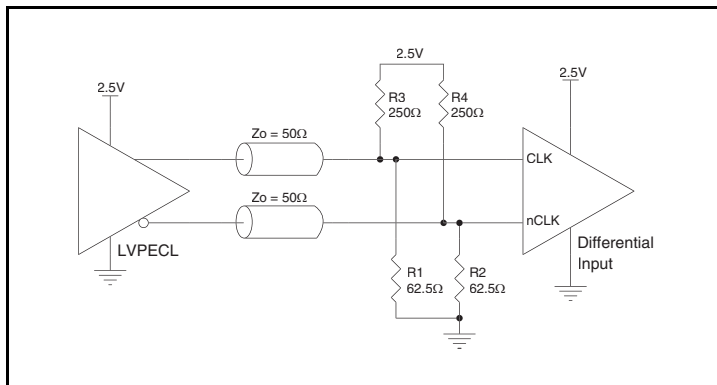 2.5V
2.5V
2.5V
R3
250Ω
R4
250Ω
Zo = 50Ω
CLK
Zo = 50Ω
nCLK
LVPECL
Differential
Input
R1
62.5Ω
R2
62.5Ω